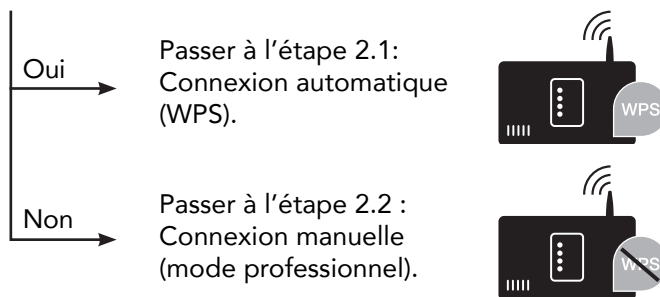 Oui
Passer à l'étape 2.1:
Connexion automatique
(WPS).
WPS
Non
Passer à l'étape 2.2 :
Connexion manuelle
(mode professionnel).
WPS